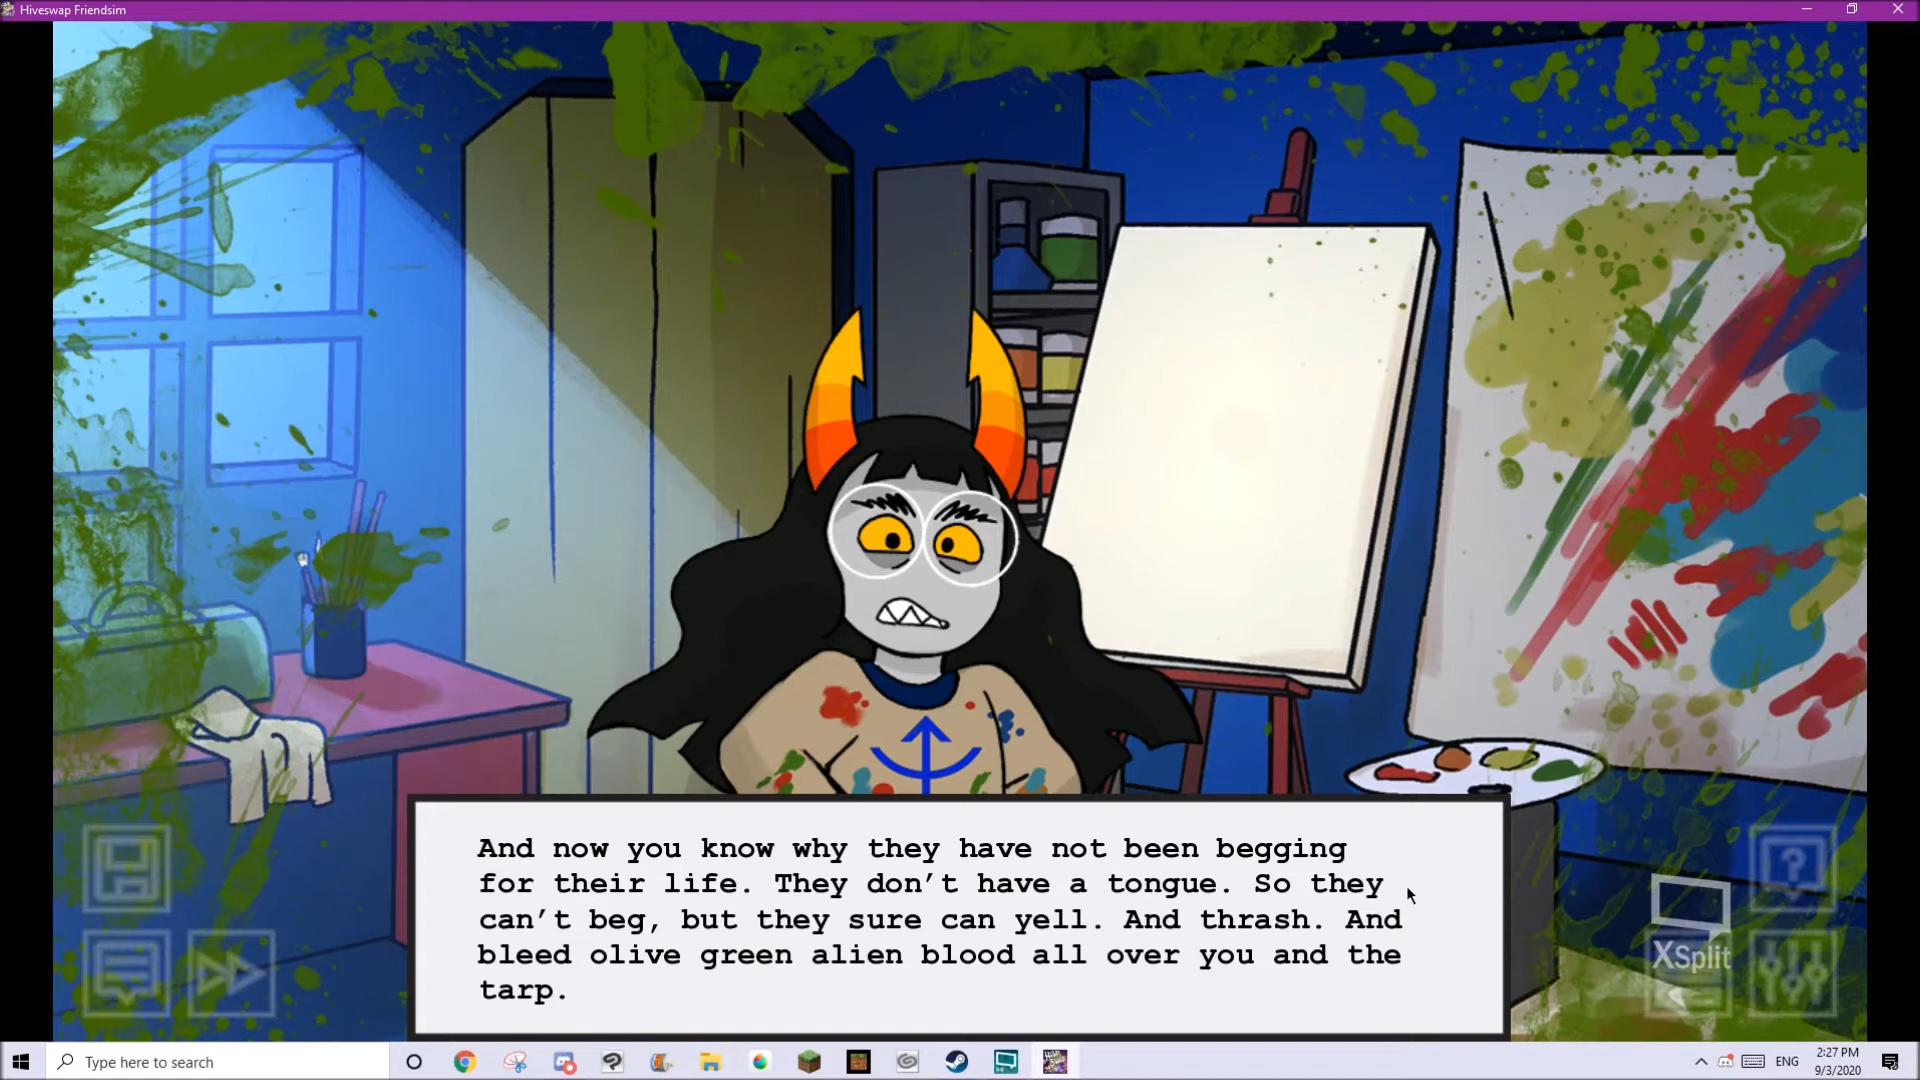 Hiveswap Friendsim
And now you know why they have not been begging
for their life. They don't have a tongue. So they
can't beg, but they sure can yell. And thrash. And
bleed olive green alien blood all over you and the
tarp.
?
XSplit
Type here to search
ENG
2:27 PM
9/3/2020